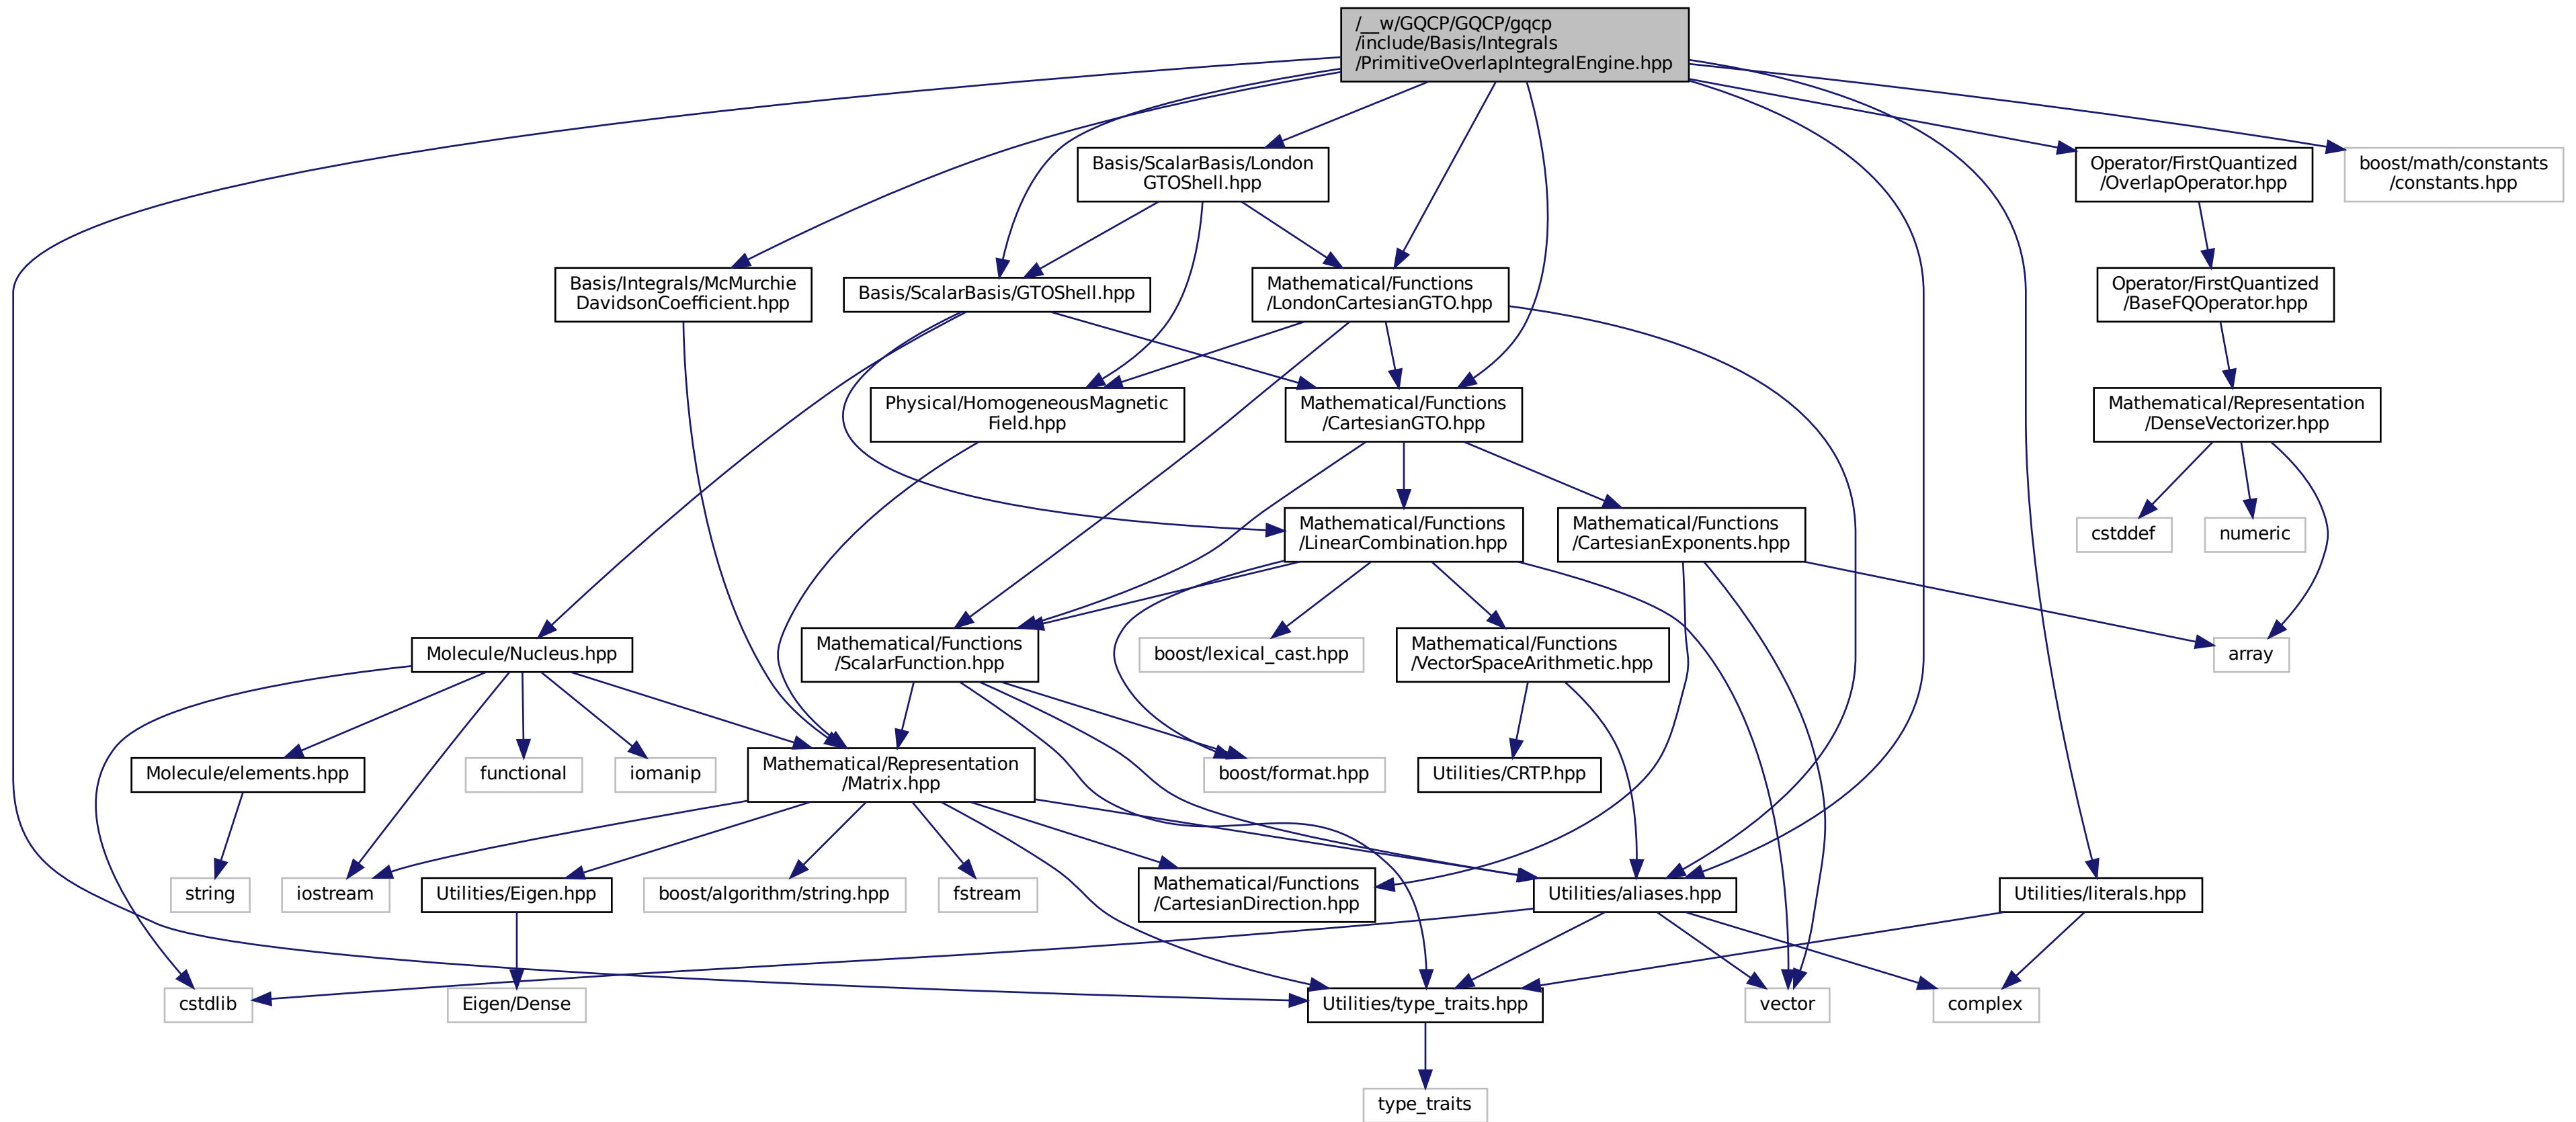 /__w/GQCP/GQCP/gqcp
/include/Basis/Integrals
/PrimitiveOverlapIntegralEngine.hpp
Basis/ScalarBasis/London
GTOShell.hpp
Operator/FirstQuantized
/OverlapOperator.hpp
boost/math/constants
/constants.hpp
Basis/Integrals/McMurchie
DavidsonCoefficient.hpp
Basis/ScalarBasis/GTOShell.hpp
Mathematical/Functions
/LondonCartesianGTO.hpp
Operator/FirstQuantized
/BaseFQOperator.hpp
Physical/HomogeneousMagnetic
Field.hpp
Mathematical/Functions
/CartesianGTO.hpp
Mathematical/Representation
/DenseVectorizer.hpp
Mathematical/Functions
/LinearCombination.hpp
Mathematical/Functions
/CartesianExponents.hpp
cstddef
numeric
Molecule/Nucleus.hpp
Mathematical/Functions
/ScalarFunction.hpp
boost/lexical_cast.hpp
Mathematical/Functions
/VectorSpaceArithmetic.hpp
array
Molecule/elements.hpp
functional
iomanip
Mathematical/Representation
/Matrix.hpp
boost/format.hpp
Utilities/CRTP.hpp
string
iostream
Utilities/Eigen.hpp
boost/algorithm/string.hpp
fstream
Mathematical/Functions
/CartesianDirection.hpp
Utilities/aliases.hpp
Utilities/literals.hpp
cstdlib
Eigen/Dense
Utilities/type_traits.hpp
vector
complex
type_traits